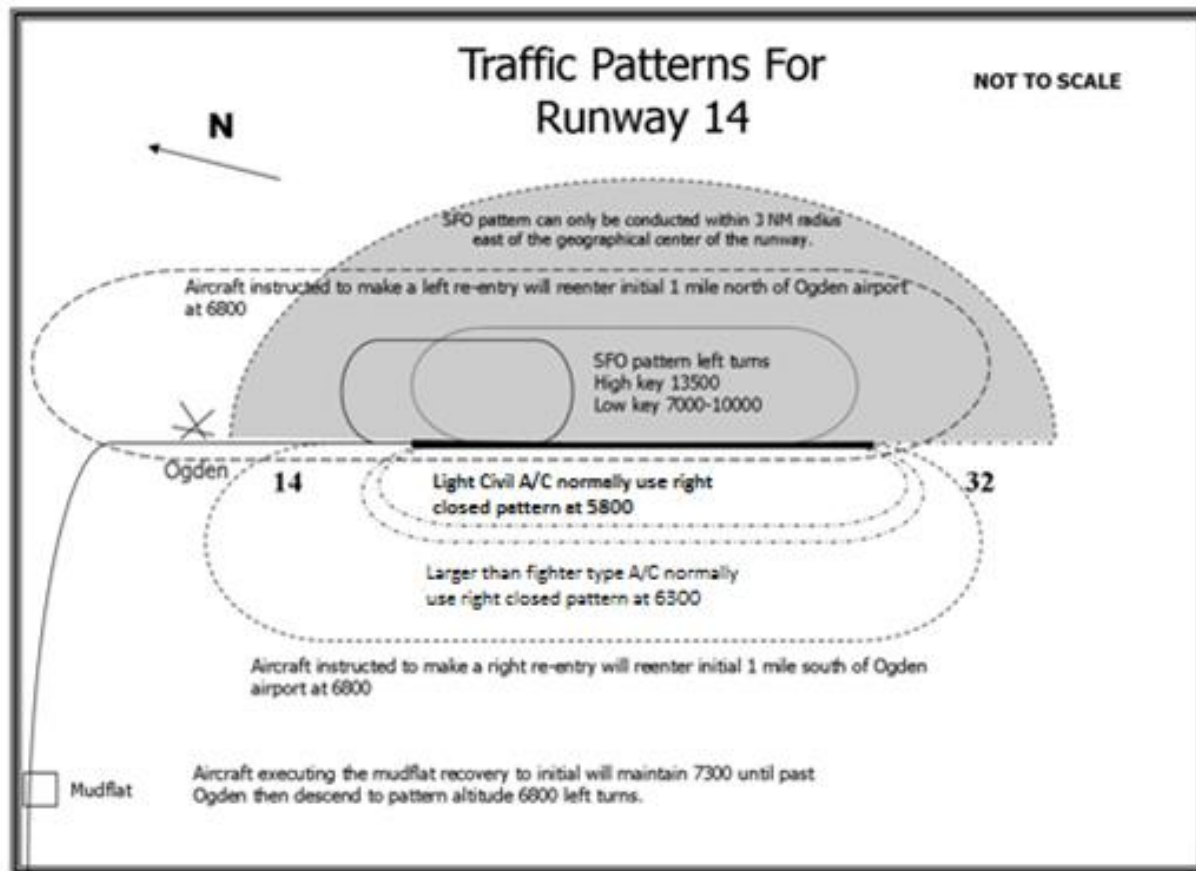 Traffic Patterns For
Runway 14
NOT TO SCALE
N
SFO pattern can only be conducted within 3 NM radius
east of the geographical center of the runway.
Aircraft instructed to make a left re-entry will reenter initial 1 mile north of Ogden airport
at 6800
SFO pattern left turns
High key 13500
Low key 7000-10000
Ogden
14
32
Light Civil A/C normally use right
closed pattern at 5800
Larger than fighter type A/C normally
use right closed pattern at 6300
Aircraft instructed to make a right re-entry will reenter initial 1 mile south of Ogden
airport at 6800
Mudflat
Aircraft executing the mudflat recovery to initial will maintain 7300 until past
Ogden then descend to pattern altitude 6800 left turns.